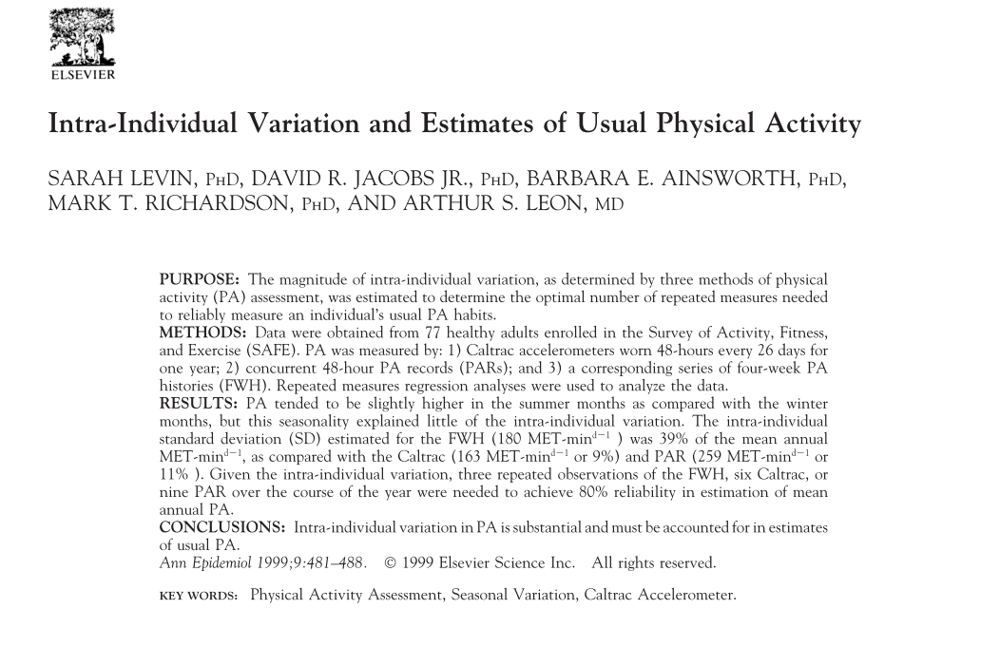 ELSEVIER
Intra-Individual Variation and Estimates of Usual Physical Activity
SARAH LEVIN, PHD, DAVID R. JACOBS JR., PHD, BARBARA E. AINSWORTH, PHD,
MARK T. RICHARDSON, PHD, AND ARTHUR S. LEON, MD
PURPOSE: The magnitude of intra-individual variation, as determined by three methods of physical
activity (PA) assessment, was estimated to determine the optimal number of repeated measures needed
to reliably measure an individual's usual PA habits.
METHODS: Data were obtained from 77 healthy adults enrolled in the Survey of Activity, Fitness,
and Exercise (SAFE). PA was measured by: 1) Caltrac accelerometers worn 48-hours every 26 days for
one year; 2) concurrent 48-hour PA records (PARs); and 3) a corresponding series of four-week PA
histories (FWH). Repeated measures regression analyses were used to analyze the data.
RESULTS: PA tended to be slightly higher in the summer months as compared with the winter
months, but this seasonality explained little of the intra-individual variation. The intra-individual
standard deviation (SD) estimated for the FWH (180 MET-min^d−1 ) was 39% of the mean annual
MET-min^d−1, as compared with the Caltrac (163 MET-min^d−1 or 9%) and PAR (259 MET-min^d−1 or
11% ). Given the intra-individual variation, three repeated observations of the FWH, six Caltrac, or
nine PAR over the course of the year were needed to achieve 80% reliability in estimation of mean
annual PA.
CONCLUSIONS: Intra-individual variation in PA is substantial and must be accounted for in estimates
of usual PA.
Ann Epidemiol 1999;9:481–488. © 1999 Elsevier Science Inc. All rights reserved.
KEY WORDS: Physical Activity Assessment, Seasonal Variation, Caltrac Accelerometer.